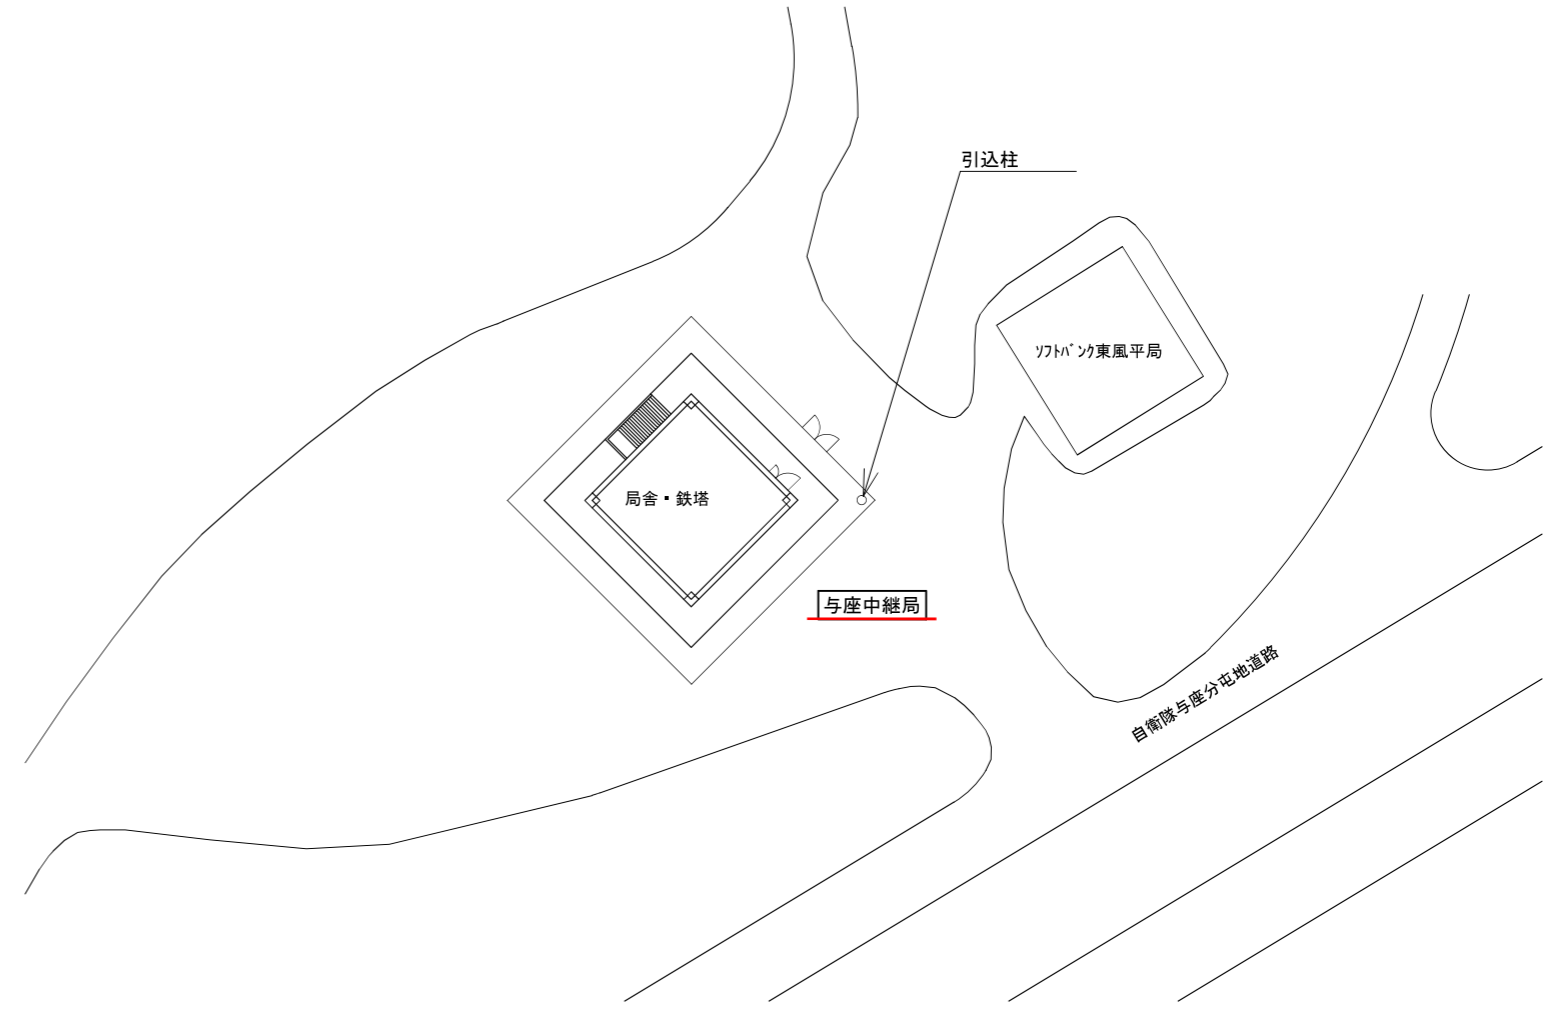 引込柱
ｿﾌﾄﾊﾞﾝｸ東風平局
局舎・鉄塔
与座中継局
自衛隊与座分屯地道路